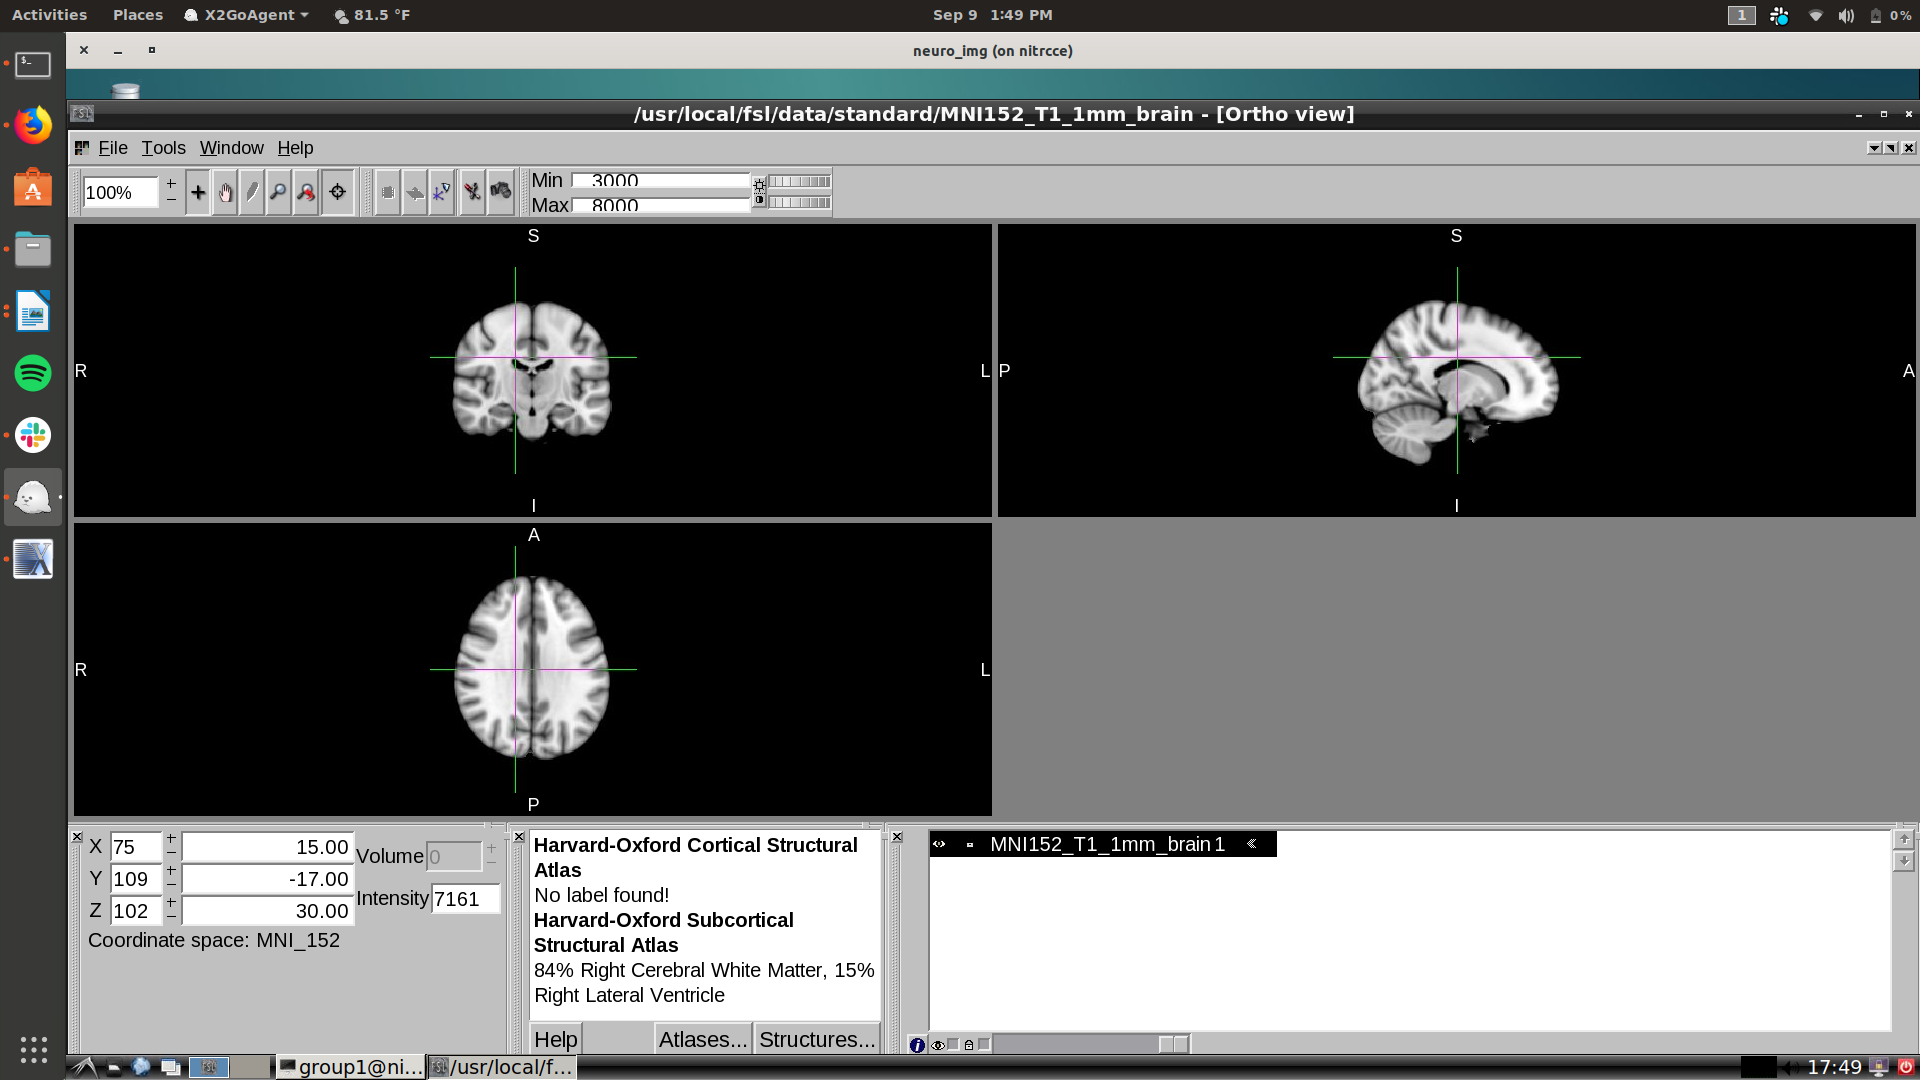 Activities Places X2GoAgent 81.5 °F Sep 9 1:49 PM 1 0%
neuro_img (on nitrcce)
/usr/local/fsl/data/standard/MNI152_T1_1mm_brain - [Ortho view]
File Tools Window Help
100% + −
Min 3000
Max 8000
S
R L
I
S
P A
I
A
R L
P
X 75 15.00
Y 109 -17.00
Z 102 30.00
Volume 0
Intensity 7161
Coordinate space: MNI_152
Harvard-Oxford Cortical Structural
Atlas
No label found!
Harvard-Oxford Subcortical
Structural Atlas
84% Right Cerebral White Matter, 15%
Right Lateral Ventricle
Help Atlases... Structures...
MNI152_T1_1mm_brain 1
group1@ni... /usr/local/f... 17:49